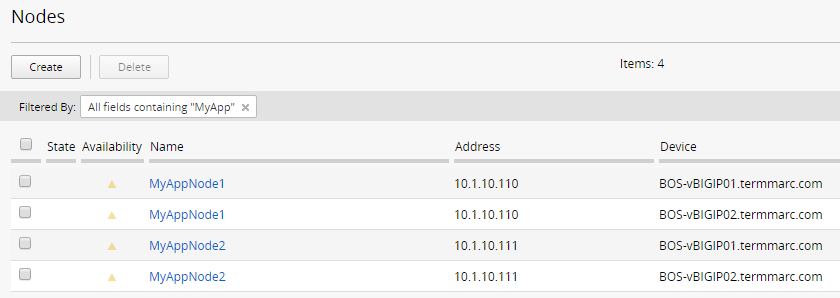 Nodes
Create Delete Items: 4
Filtered By: All fields containing "MyApp" ×
State Availability Name Address Device
MyAppNode1 10.1.10.110 BOS-vBIGIP01.termmarc.com
MyAppNode1 10.1.10.110 BOS-vBIGIP02.termmarc.com
MyAppNode2 10.1.10.111 BOS-vBIGIP01.termmarc.com
MyAppNode2 10.1.10.111 BOS-vBIGIP02.termmarc.com